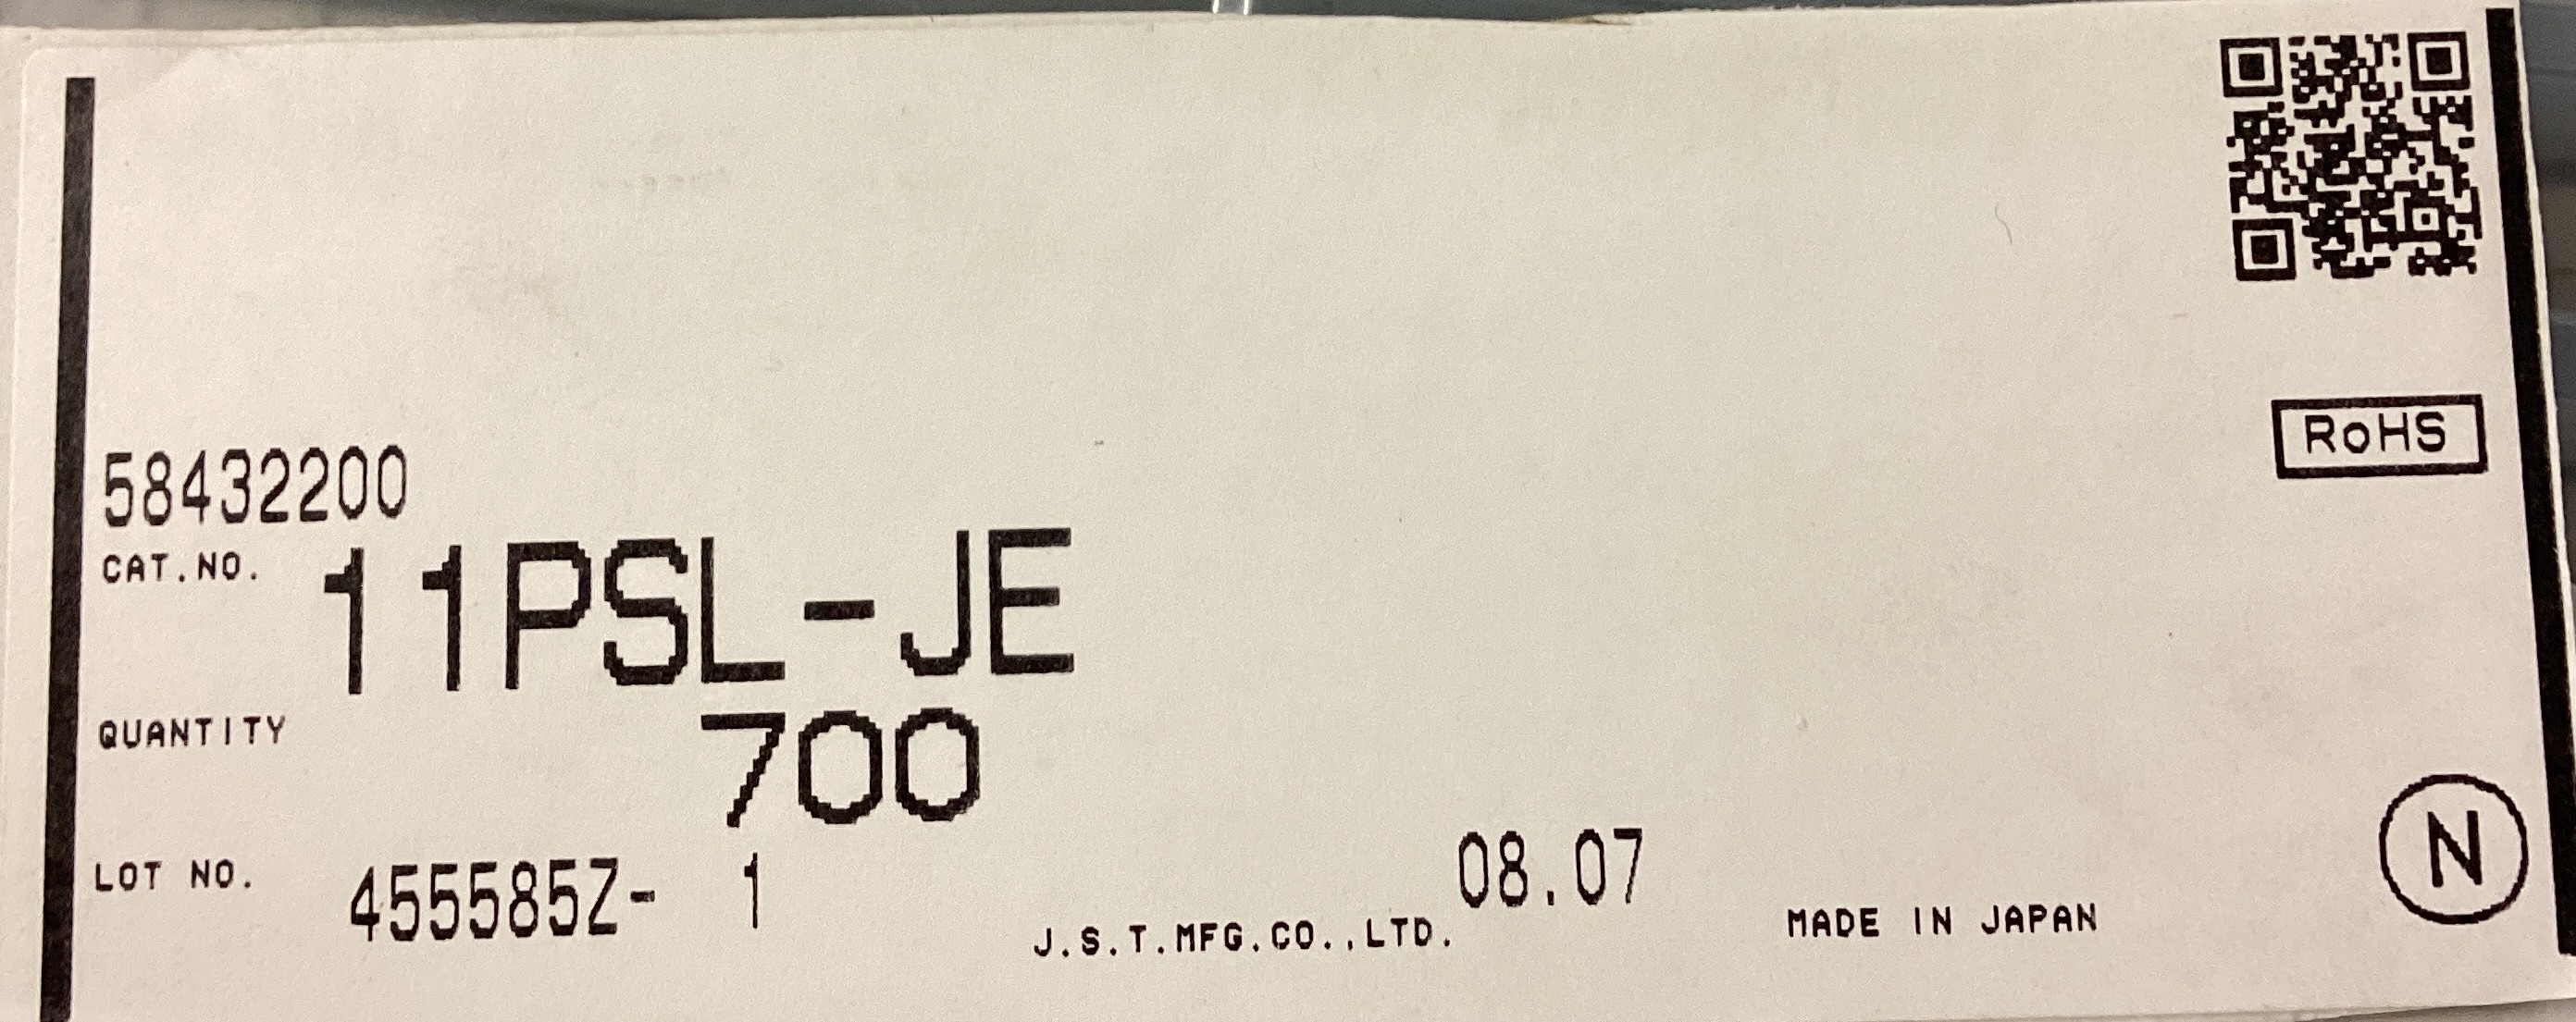 RoHS
58432200
CAT.NO. 11PSL-JE
QUANTITY 700
LOT NO. 455585Z- 1
J.S.T.MFG.CO.,LTD. 08.07 MADE IN JAPAN N